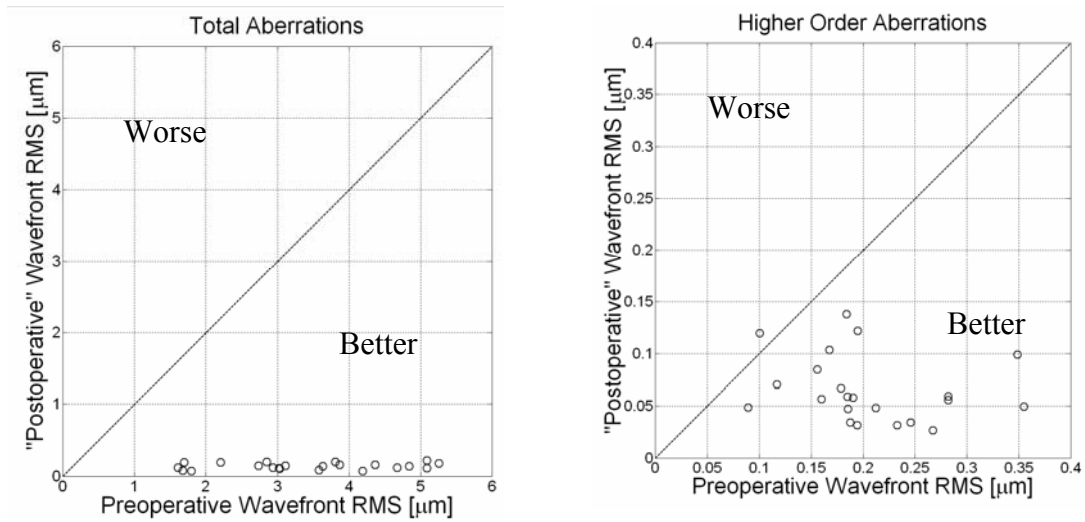 Total Aberrations
"Postoperative" Wavefront RMS [μm]
6
5
4
3
2
1
0
Worse
Better
0 1 2 3 4 5 6
Preoperative Wavefront RMS [μm]
Higher Order Aberrations
"Postoperative" Wavefront RMS [μm]
0.4
0.35
0.3
0.25
0.2
0.15
0.1
0.05
0
Worse
Better
0 0.05 0.1 0.15 0.2 0.25 0.3 0.35 0.4
Preoperative Wavefront RMS [μm]